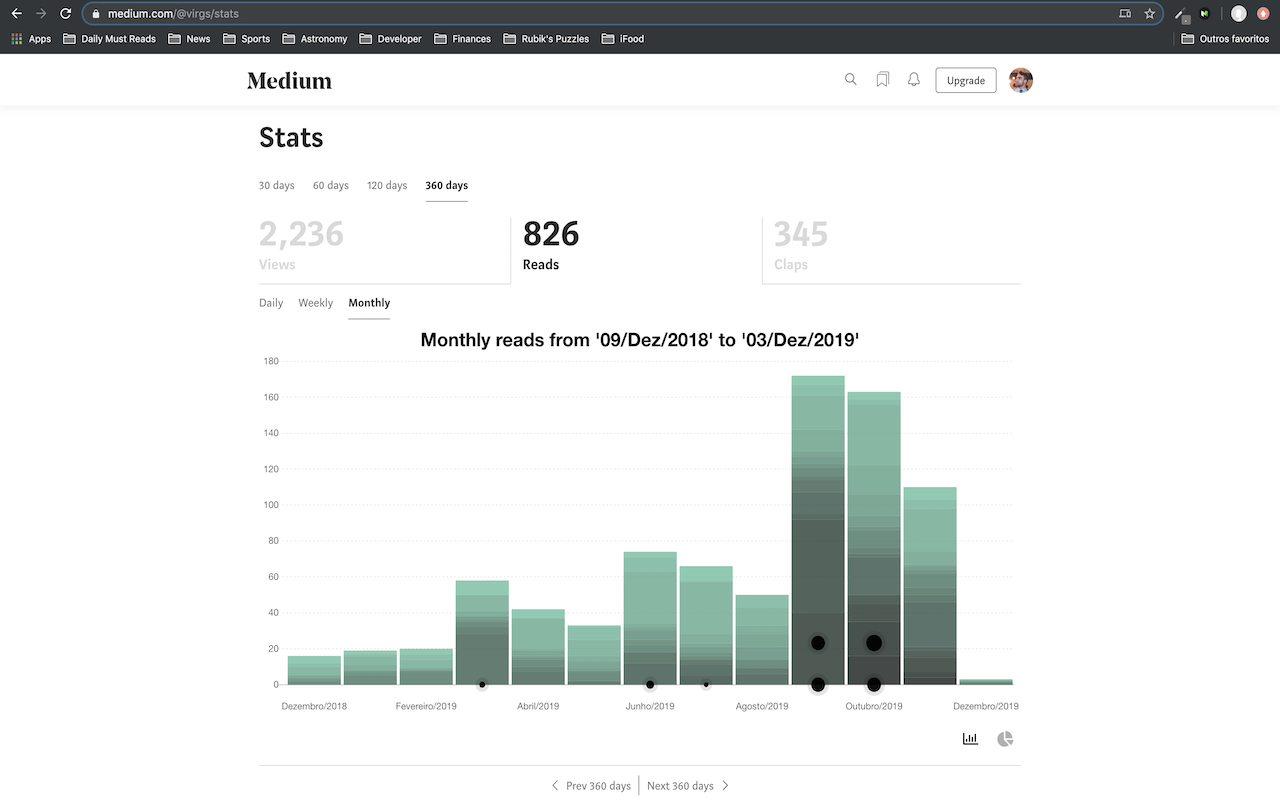 medium.com/@virgs/stats
Apps Daily Must Reads News Sports Astronomy Developer Finances Rubik's Puzzles iFood Outros favoritos
Medium
Upgrade
Stats
30 days 60 days 120 days 360 days
2,236 826 345
Views Reads Claps
Daily Weekly Monthly
Monthly reads from '09/Dez/2018' to '03/Dez/2019'
180
160
140
120
100
80
60
40
20
0
Dezembro/2018 Fevereiro/2019 Abril/2019 Junho/2019 Agosto/2019 Outubro/2019 Dezembro/2019
Prev 360 days Next 360 days